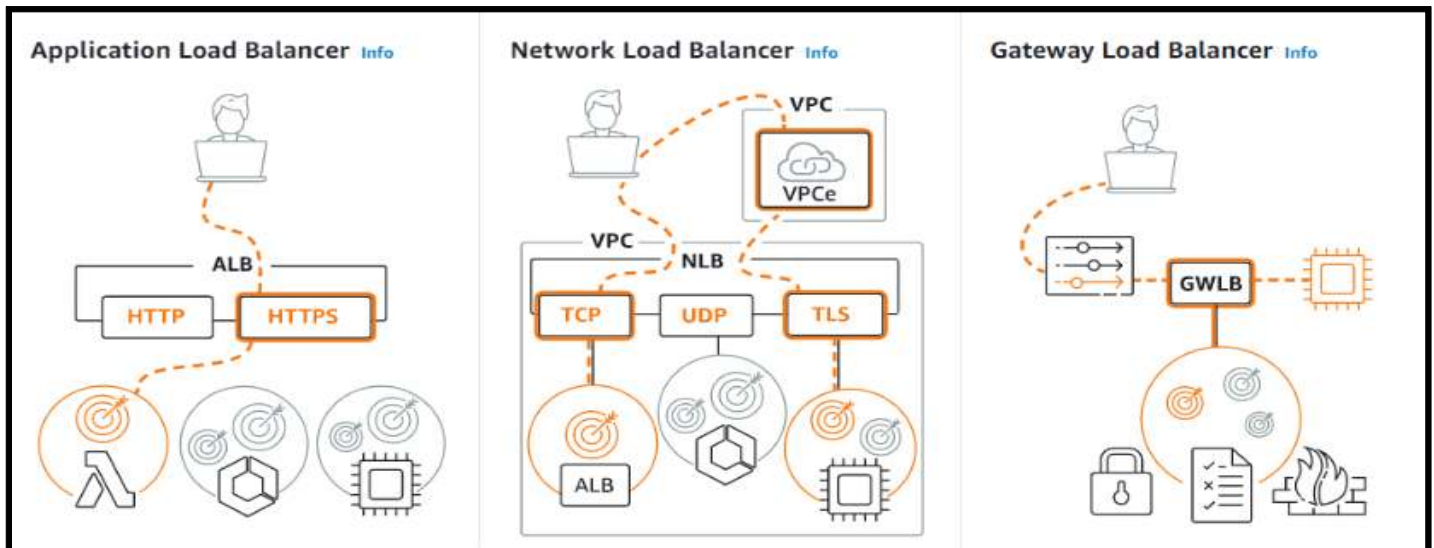 Application Load Balancer Info
ALB
HTTP
HTTPS
Network Load Balancer Info
VPC
VPCe
VPC
NLB
TCP
UDP
TLS
ALB
Gateway Load Balancer Info
GWLB